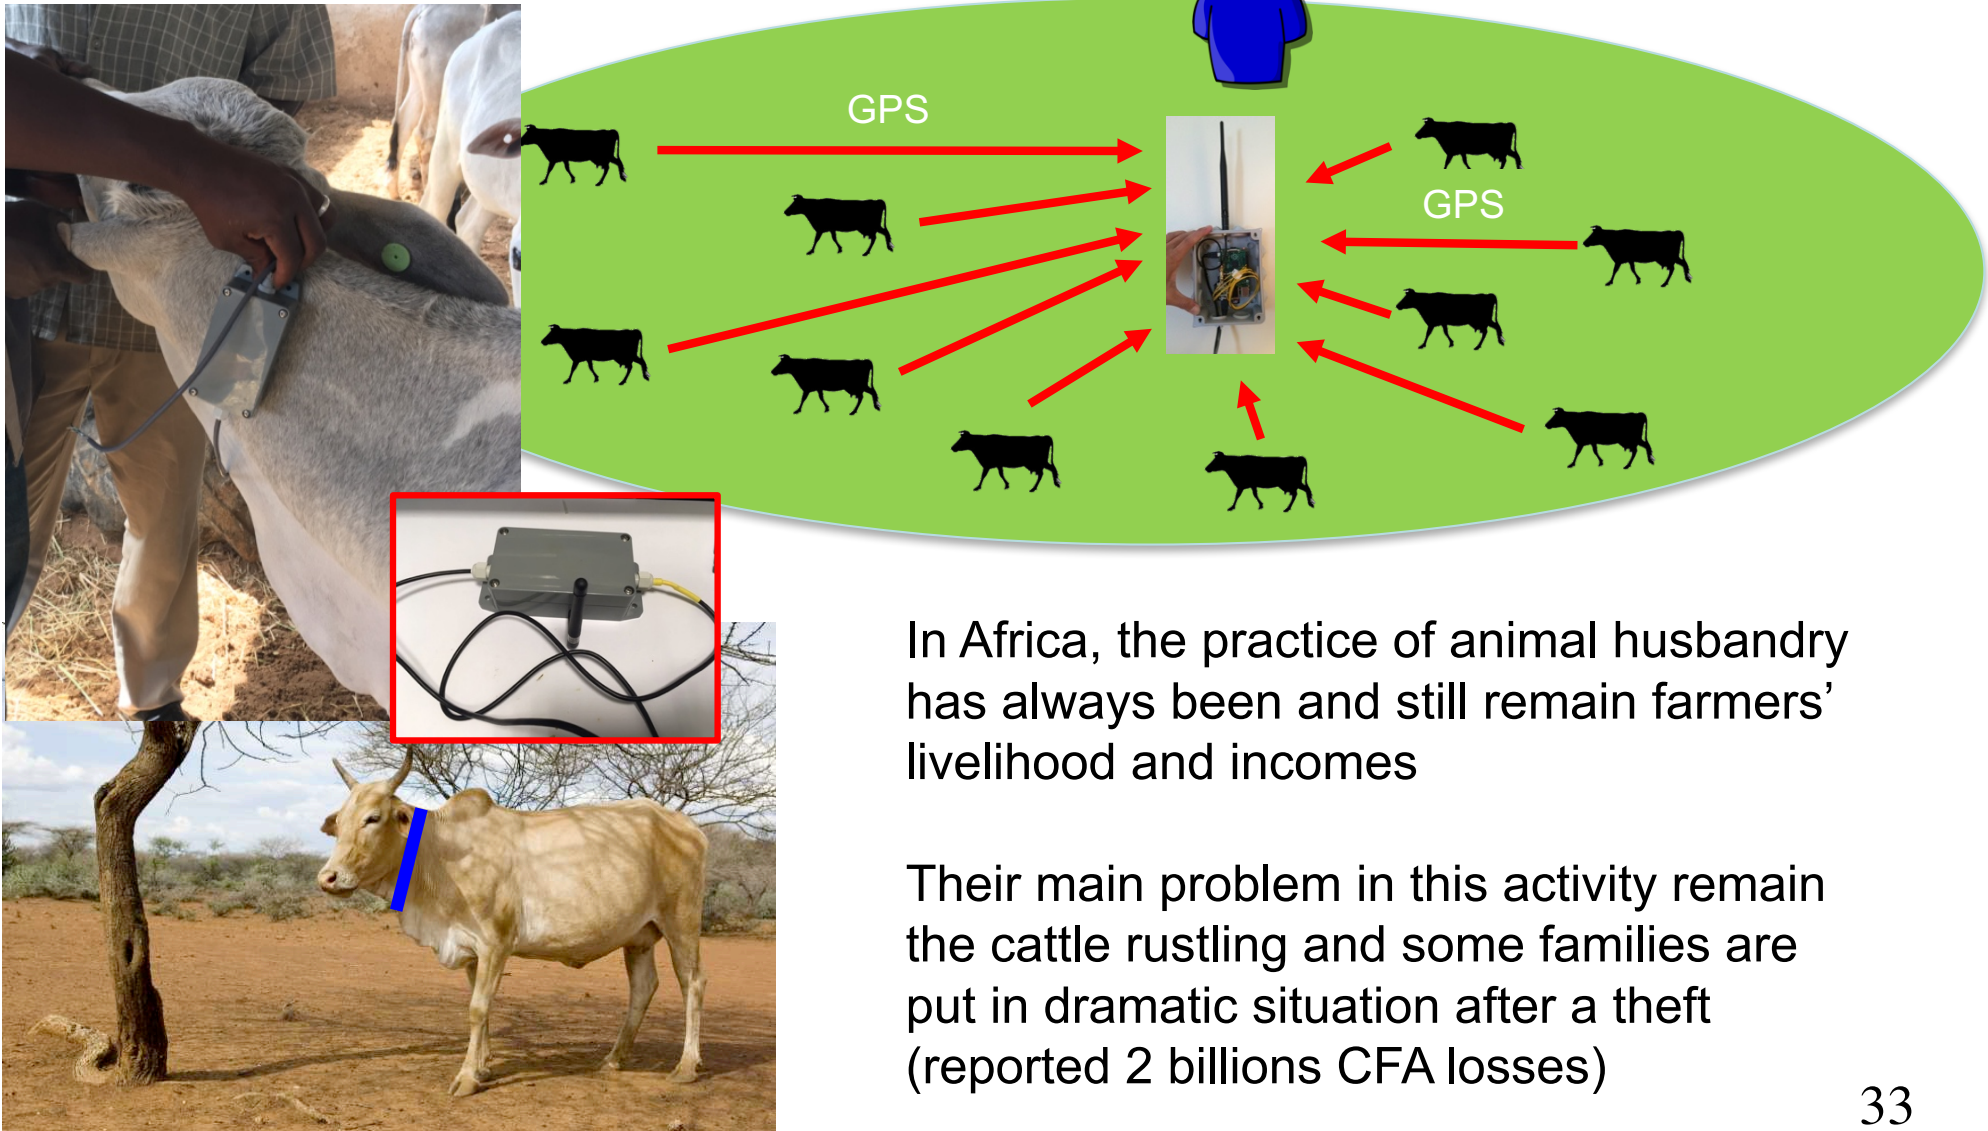 GPS
GPS
In Africa, the practice of animal husbandry
has always been and still remain farmers’
livelihood and incomes
Their main problem in this activity remain
the cattle rustling and some families are
put in dramatic situation after a theft
(reported 2 billions CFA losses)
33